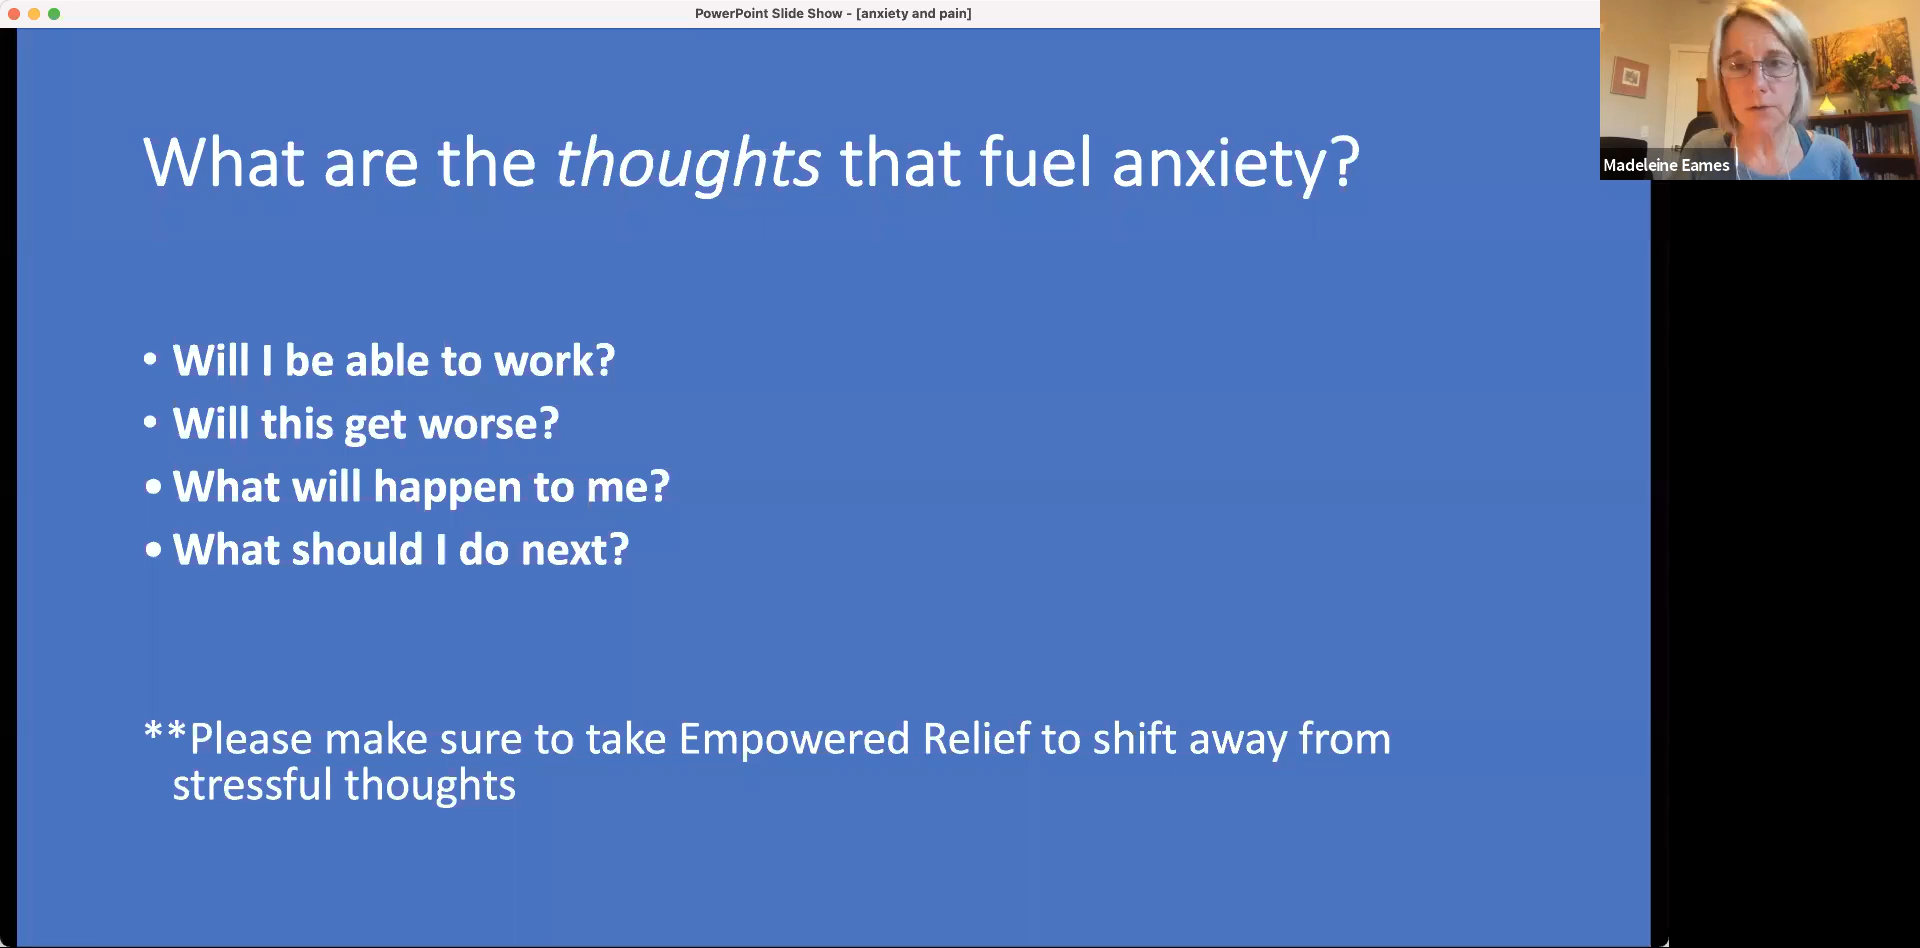 PowerPoint Slide Show - [anxiety and pain]
Madeleine Eames
What are the thoughts that fuel anxiety?
• Will I be able to work?
• Will this get worse?
• What will happen to me?
• What should I do next?
**Please make sure to take Empowered Relief to shift away from
stressful thoughts